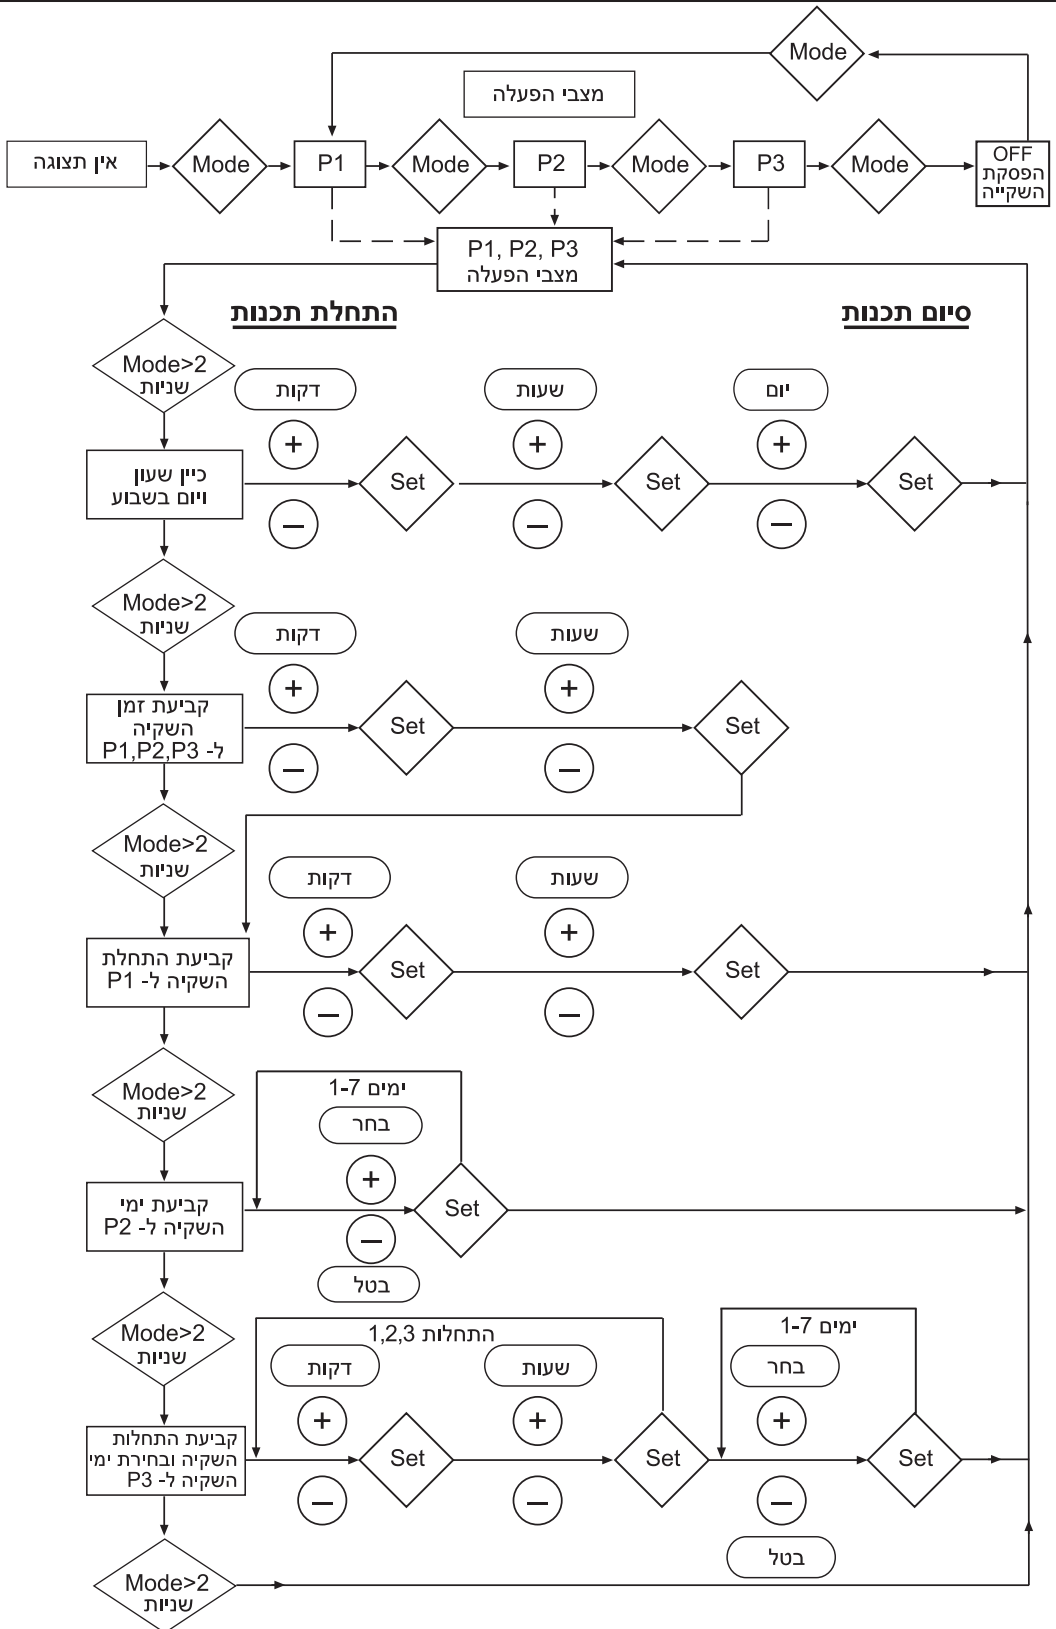 Mode
מצבי הפעלה
אין תצוגה
Mode
P1
Mode
P2
Mode
P3
Mode
OFF
הפסקת
השקייה
P1, P2, P3
מצבי הפעלה
התחלת תכנות
סיום תכנות
Mode>2
שניות
דקות
שעות
יום
+
+
+
כיין שעון
ויום בשבוע
Set
Set
Set
–
–
–
Mode>2
שניות
דקות
שעות
+
+
קביעת זמן
השקיה
ל- P1,P2,P3
Set
Set
–
–
Mode>2
שניות
דקות
שעות
+
+
קביעת התחלת
השקיה ל- P1
Set
Set
–
–
Mode>2
שניות
ימים 1-7
בחר
+
קביעת ימי
השקיה ל- P2
Set
–
בטל
Mode>2
שניות
התחלות 1,2,3
ימים 1-7
דקות
שעות
בחר
+
+
+
קביעת התחלות
השקיה ובחירת ימי
השקיה ל- P3
Set
Set
Set
–
–
–
בטל
Mode>2
שניות